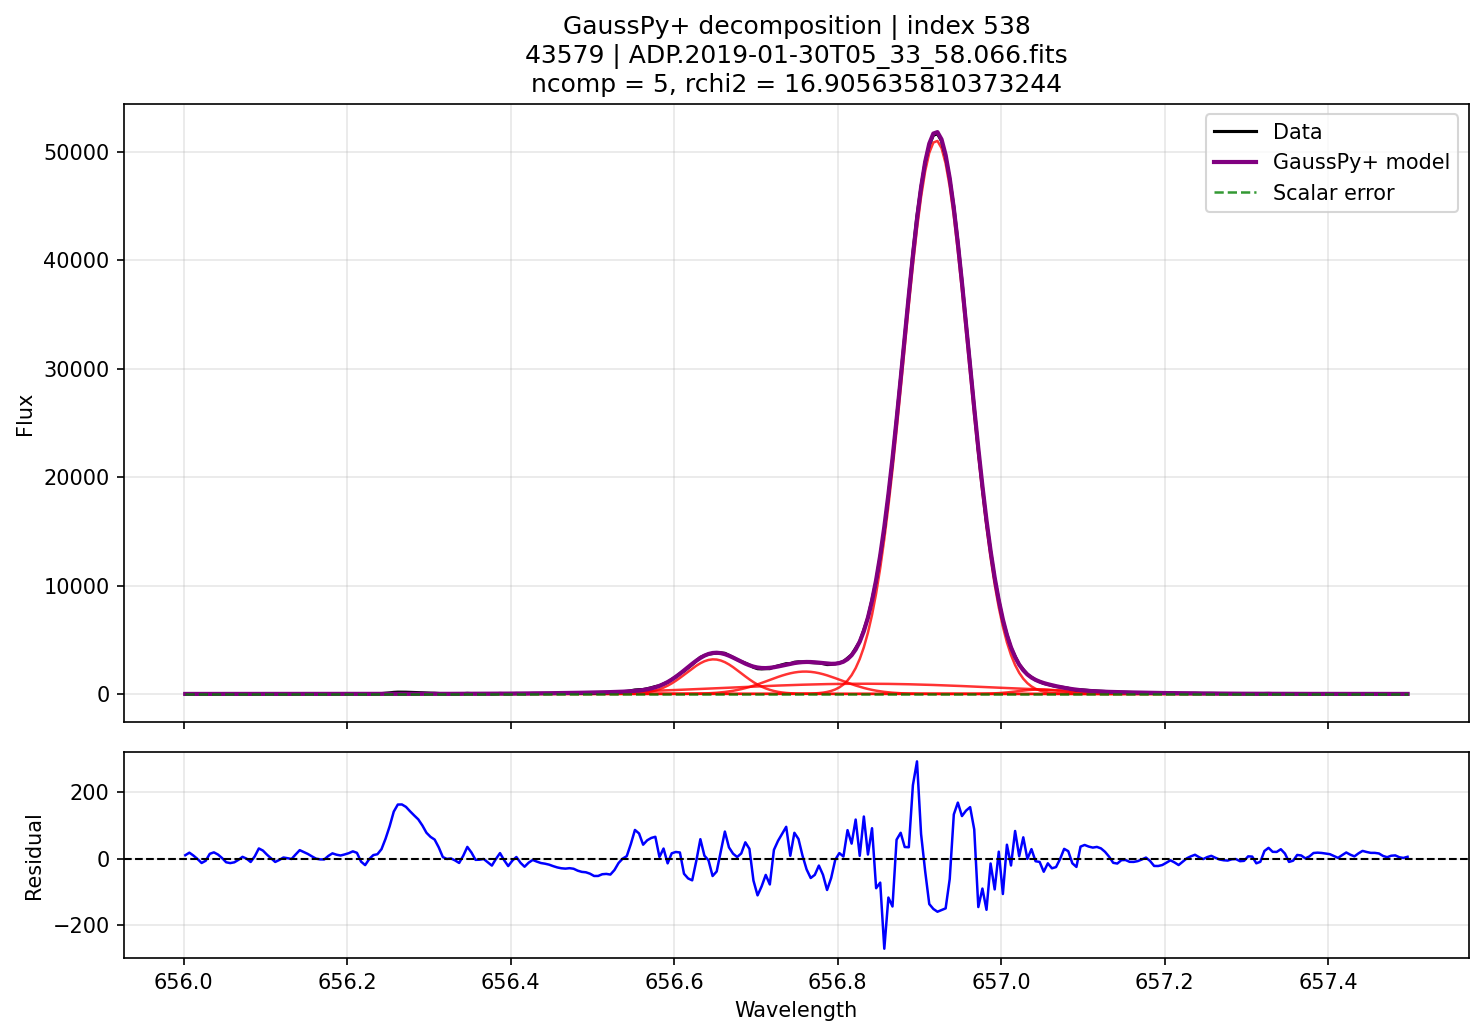 GaussPy+ decomposition | index 538
43579 | ADP.2019-01-30T05_33_58.066.fits
ncomp = 5, rchi2 = 16.905635810373244
Data
GaussPy+ model
Scalar error
Flux
50000
40000
30000
20000
10000
0
Residual
200
0
−200
656.0 656.2 656.4 656.6 656.8 657.0 657.2 657.4
Wavelength